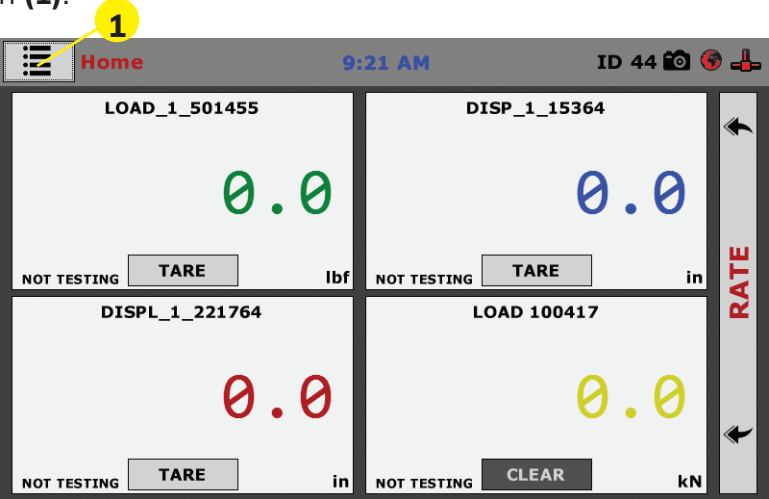 (1).
1
Home 9:21 AM ID 44
LOAD_1_501455
0.0
NOT TESTING TARE lbf
DISP_1_15364
0.0
NOT TESTING TARE in
DISPL_1_221764
0.0
NOT TESTING TARE in
LOAD 100417
0.0
NOT TESTING CLEAR kN
RATE